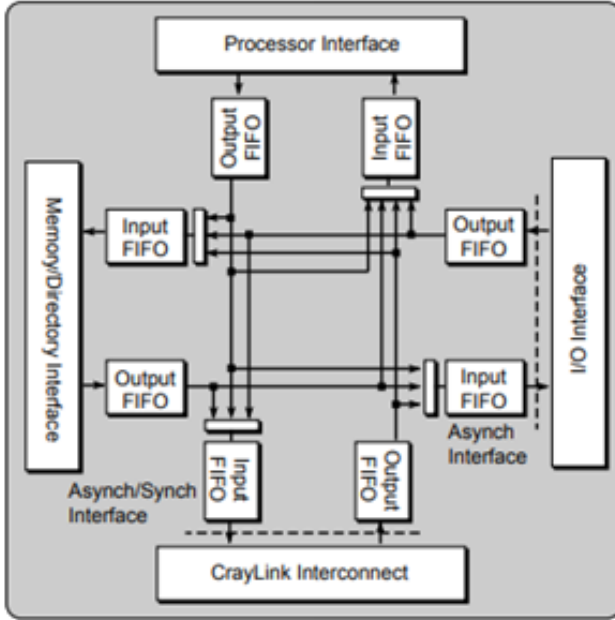 Processor Interface
Output
FIFO
Input
FIFO
Memory/Directory Interface
Input
FIFO
Output
FIFO
I/O Interface
Output
FIFO
Input
FIFO
Asynch
Interface
Asynch/Synch
Interface
Input
FIFO
Output
FIFO
CrayLink Interconnect